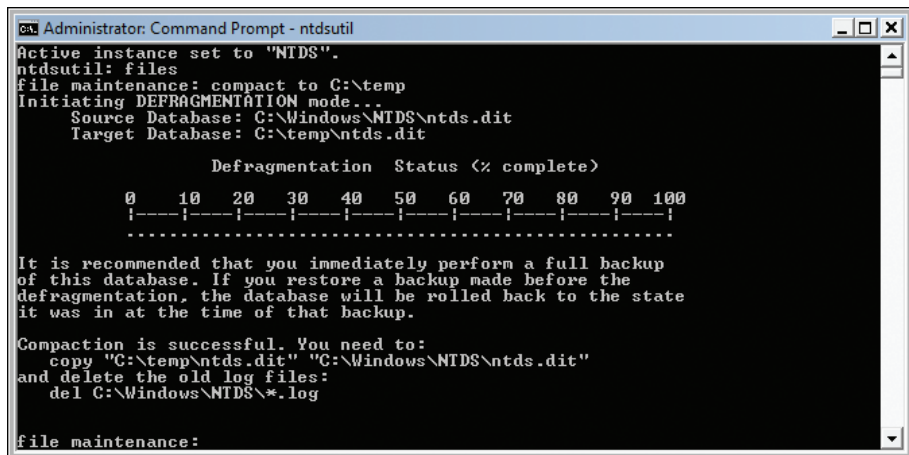 Administrator: Command Prompt - ntdsutil
Active instance set to "NTDS".
ntdsutil: files
file maintenance: compact to C:\temp
Initiating DEFRAGMENTATION mode...
     Source Database: C:\Windows\NTDS\ntds.dit
     Target Database: C:\temp\ntds.dit

                  Defragmentation  Status (% complete)

          0    10   20   30   40   50   60   70   80   90  100
          |----|----|----|----|----|----|----|----|----|----|
          ...................................................

It is recommended that you immediately perform a full backup
of this database. If you restore a backup made before the
defragmentation, the database will be rolled back to the state
it was in at the time of that backup.

Compaction is successful. You need to:
   copy "C:\temp\ntds.dit" "C:\Windows\NTDS\ntds.dit"
and delete the old log files:
   del C:\Windows\NTDS\*.log

file maintenance: